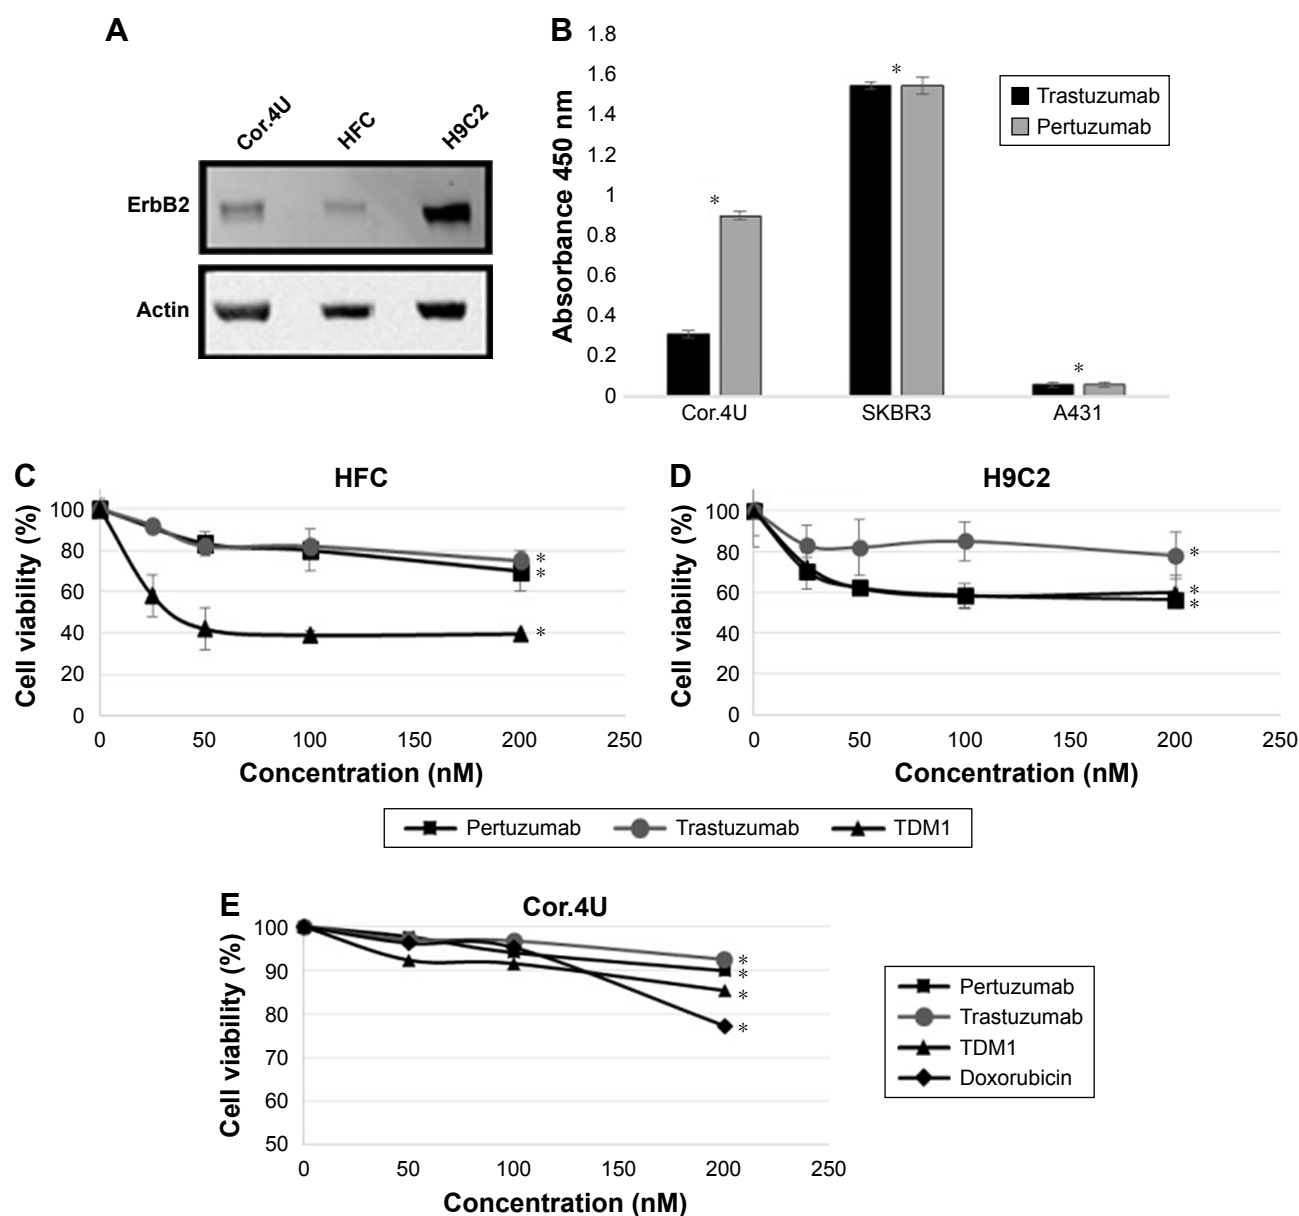 A
Cor.4U
HFC
H9C2
ErbB2
Actin
B
1.8
1.6
1.4
1.2
1
0.8
0.6
0.4
0.2
0
Absorbance 450 nm
*
*
*
Trastuzumab
Pertuzumab
Cor.4U
SKBR3
A431
C
HFC
100
80
60
40
20
0
Cell viability (%)
*
*
*
0 50 100 150 200 250
Concentration (nM)
D
H9C2
100
80
60
40
20
0
Cell viability (%)
*
*
*
0 50 100 150 200 250
Concentration (nM)
Pertuzumab Trastuzumab TDM1
E
Cor.4U
100
90
80
70
60
50
Cell viability (%)
*
*
*
*
0 50 100 150 200 250
Concentration (nM)
Pertuzumab
Trastuzumab
TDM1
Doxorubicin